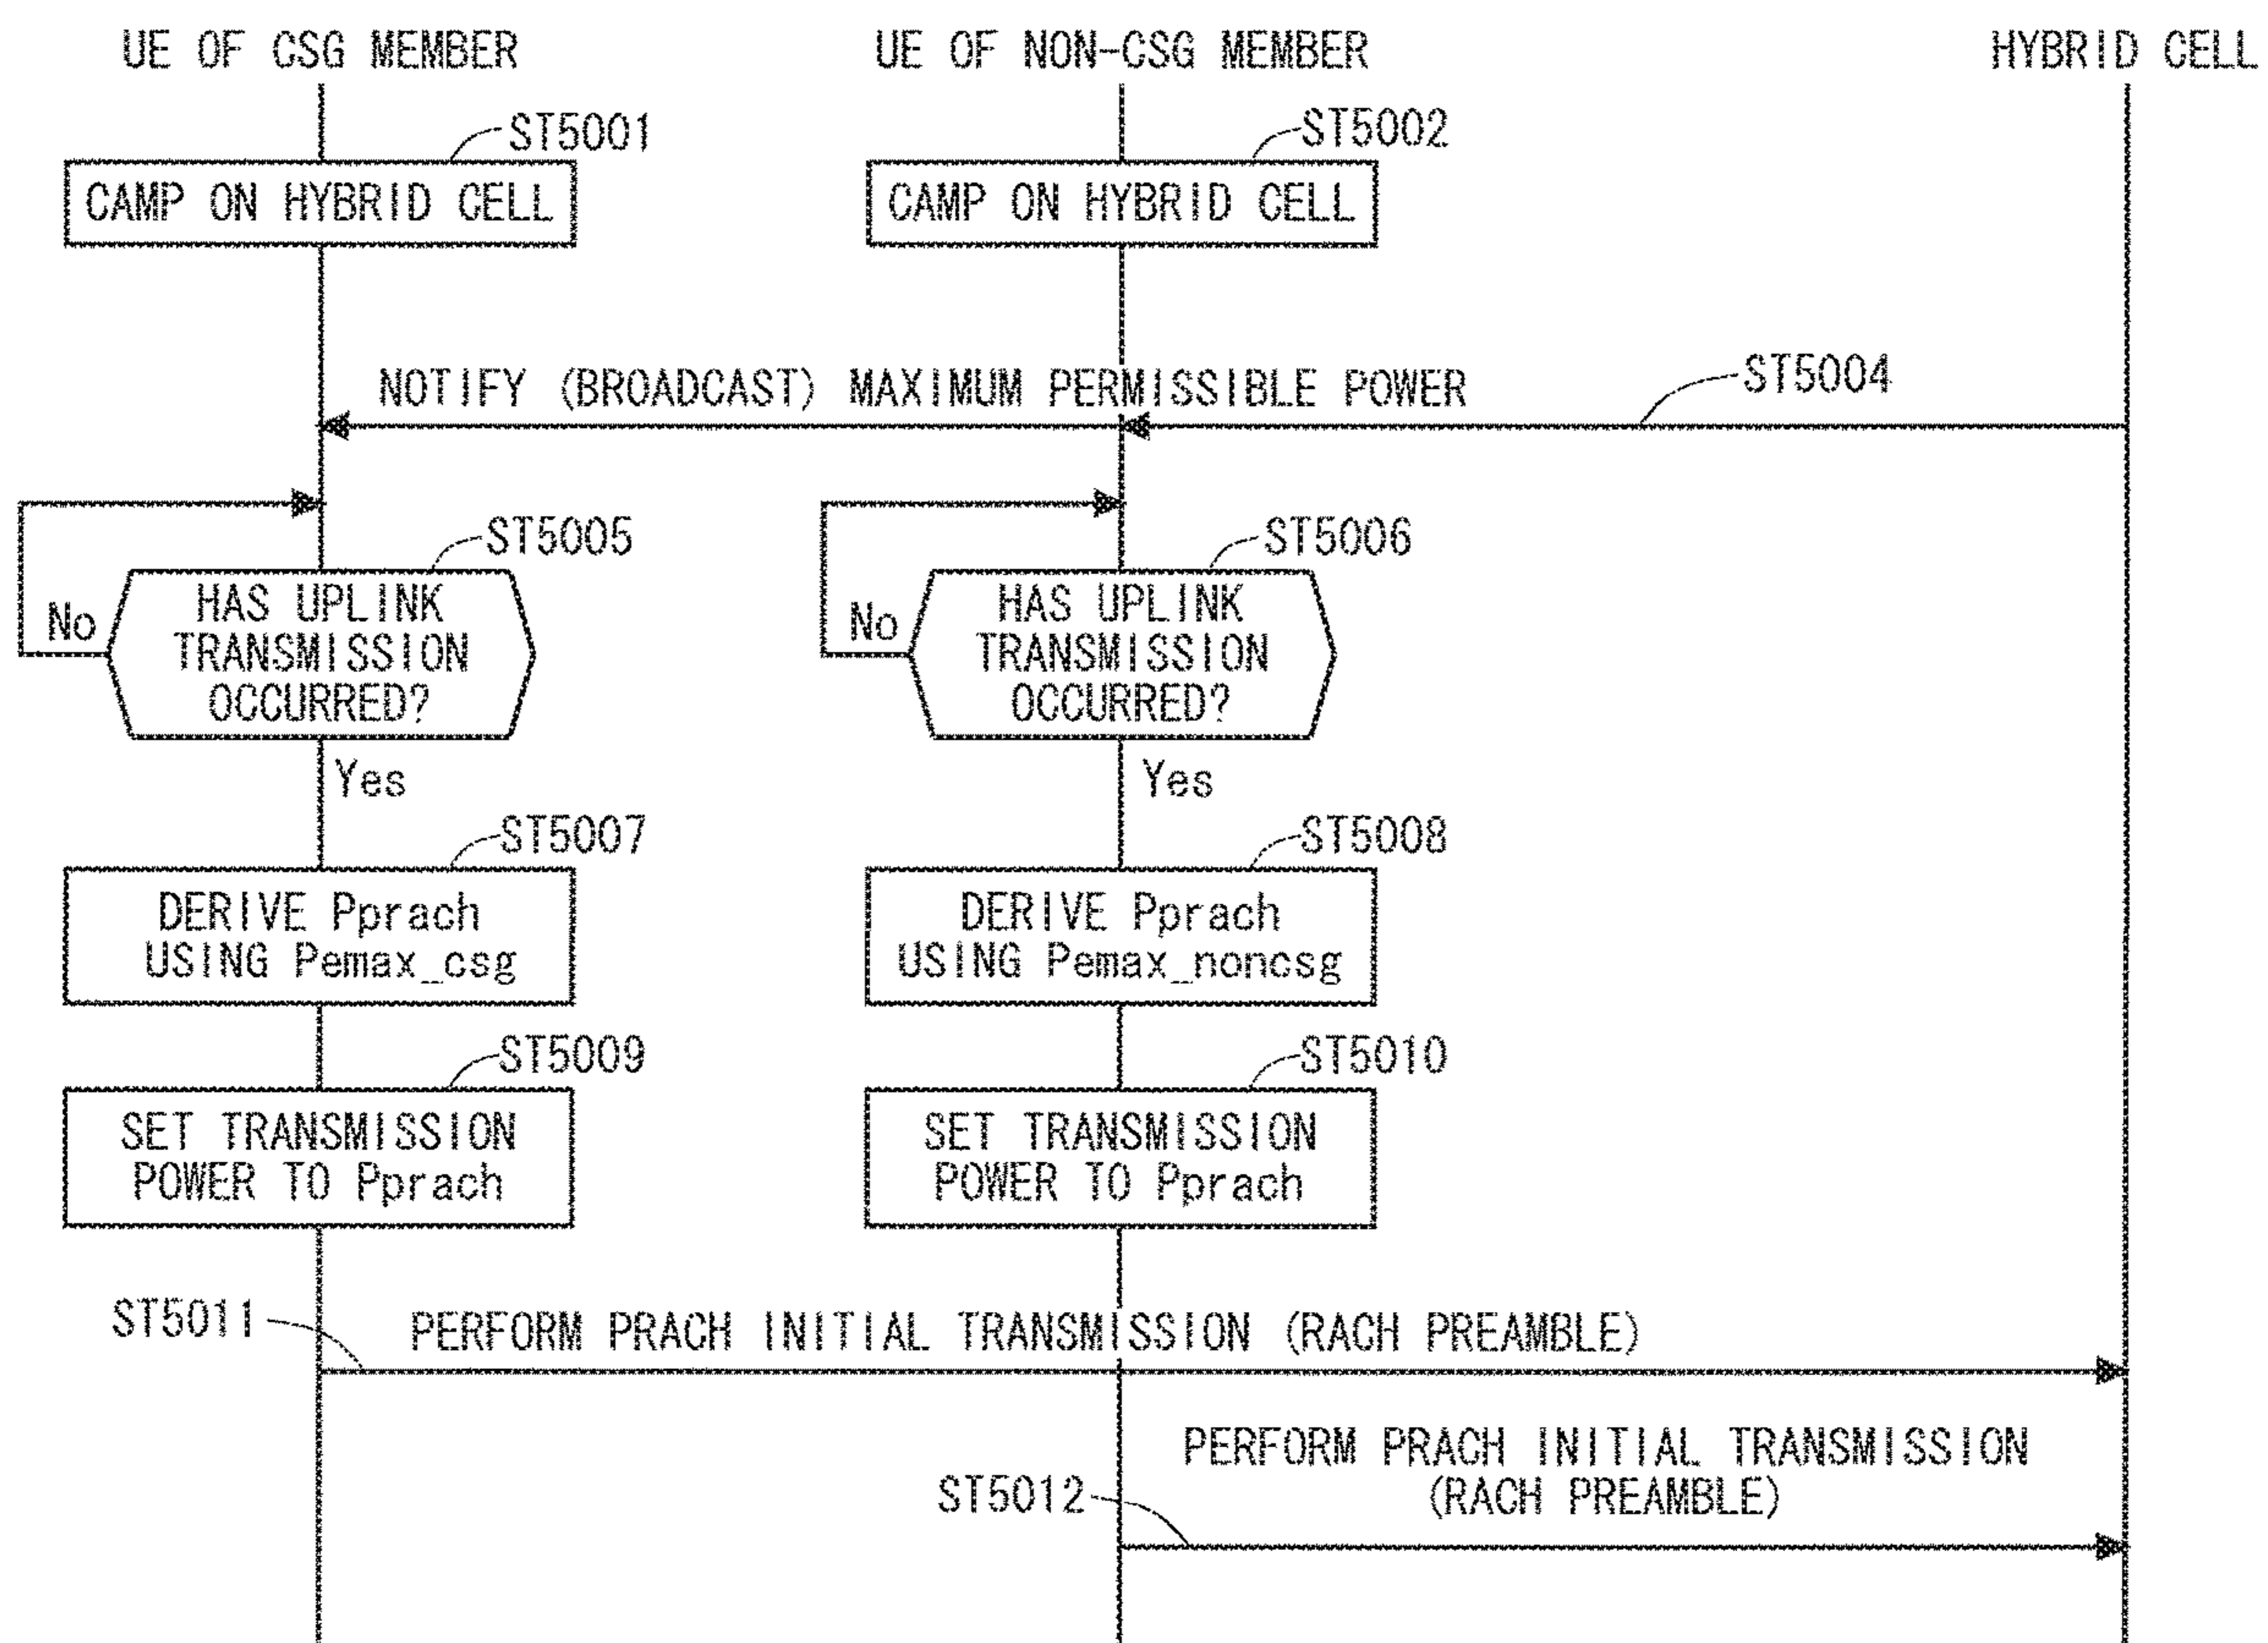 UE OF CSG MEMBER
UE OF NON-CSG MEMBER
HYBRID CELL
ST5001
ST5002
CAMP ON HYBRID CELL
CAMP ON HYBRID CELL
NOTIFY (BROADCAST) MAXIMUM PERMISSIBLE POWER
ST5004
ST5005
ST5006
No
HAS UPLINK
TRANSMISSION
OCCURRED?
No
HAS UPLINK
TRANSMISSION
OCCURRED?
Yes
Yes
ST5007
ST5008
DERIVE Pprach
USING Pemax_csg
DERIVE Pprach
USING Pemax_noncsg
ST5009
ST5010
SET TRANSMISSION
POWER TO Pprach
SET TRANSMISSION
POWER TO Pprach
ST5011
PERFORM PRACH INITIAL TRANSMISSION (RACH PREAMBLE)
PERFORM PRACH INITIAL TRANSMISSION
(RACH PREAMBLE)
ST5012